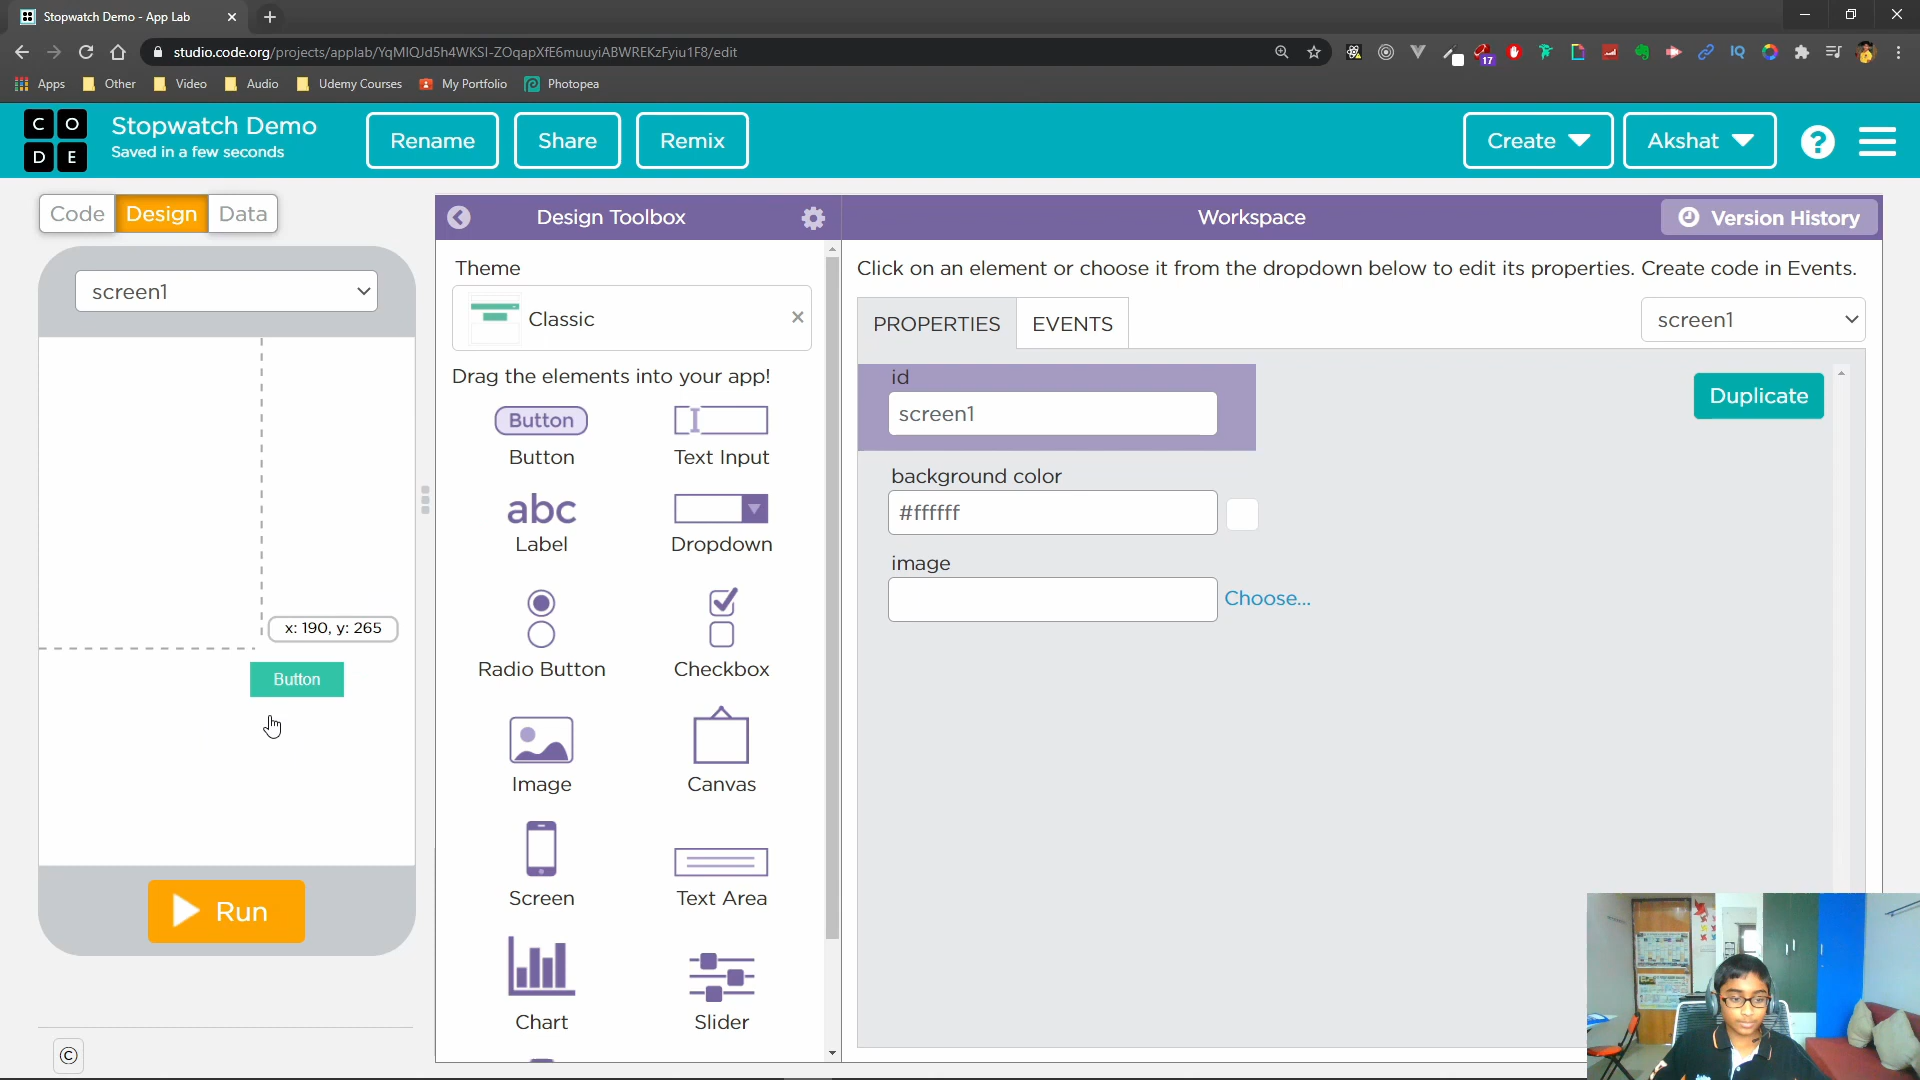 Stopwatch Demo - App Lab
studio.code.org/projects/applab/YqMIQJd5h4WKSI-ZOqapXfE6muuyiABWREKzFyiu1F8/edit
17
IQ
Apps
Other
Video
Audio
Udemy Courses
My Portfolio
Photopea
C O
D E
Stopwatch Demo
Saved in a few seconds
Rename
Share
Remix
Create
Akshat
?
Code
Design
Data
Design Toolbox
Workspace
Version History
screen1
x: 190, y: 265
Button
Run
©
Theme
Classic
Drag the elements into your app!
Button
Button
Text Input
abc
Label
Dropdown
Radio Button
Checkbox
Image
Canvas
Screen
Text Area
Chart
Slider
Click on an element or choose it from the dropdown below to edit its properties. Create code in Events.
PROPERTIES
EVENTS
screen1
id
screen1
Duplicate
background color
#ffffff
image
Choose...